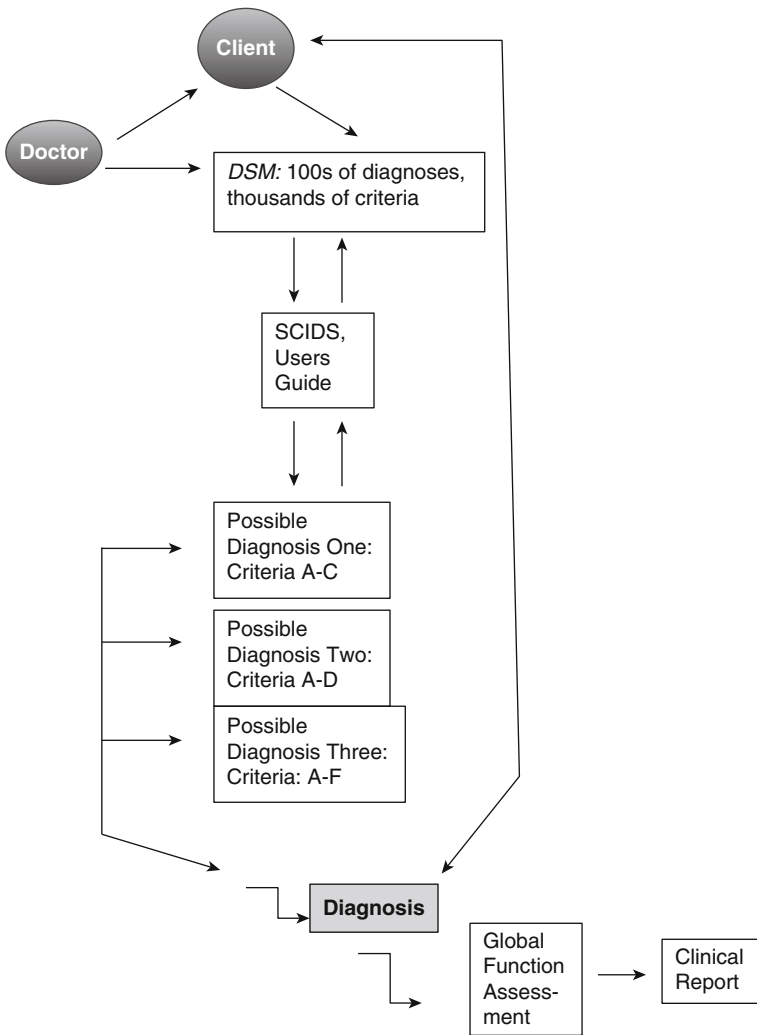 Client
Doctor
DSM: 100s of diagnoses,
thousands of criteria
SCIDS,
Users
Guide
Possible
Diagnosis One:
Criteria A-C
Possible
Diagnosis Two:
Criteria A-D
Possible
Diagnosis Three:
Criteria: A-F
Diagnosis
Global
Function
Assess-
ment
Clinical
Report